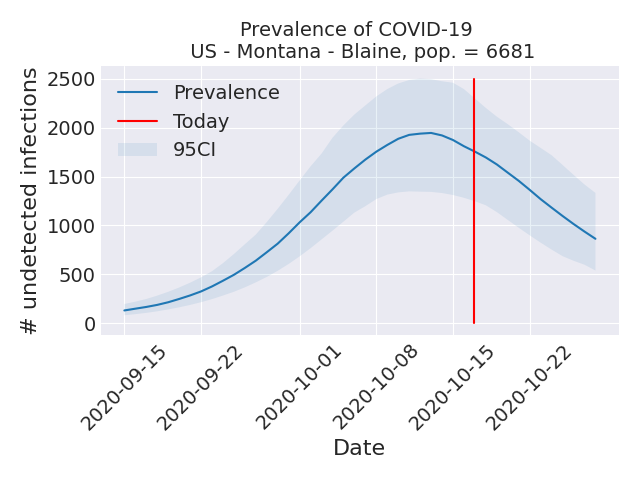 Prevalence of COVID-19
US - Montana - Blaine, pop. = 6681
# undetected infections
2500
2000
1500
1000
500
0
Prevalence
Today
95CI
2020-09-15
2020-09-22
2020-10-01
2020-10-08
2020-10-15
2020-10-22
Date